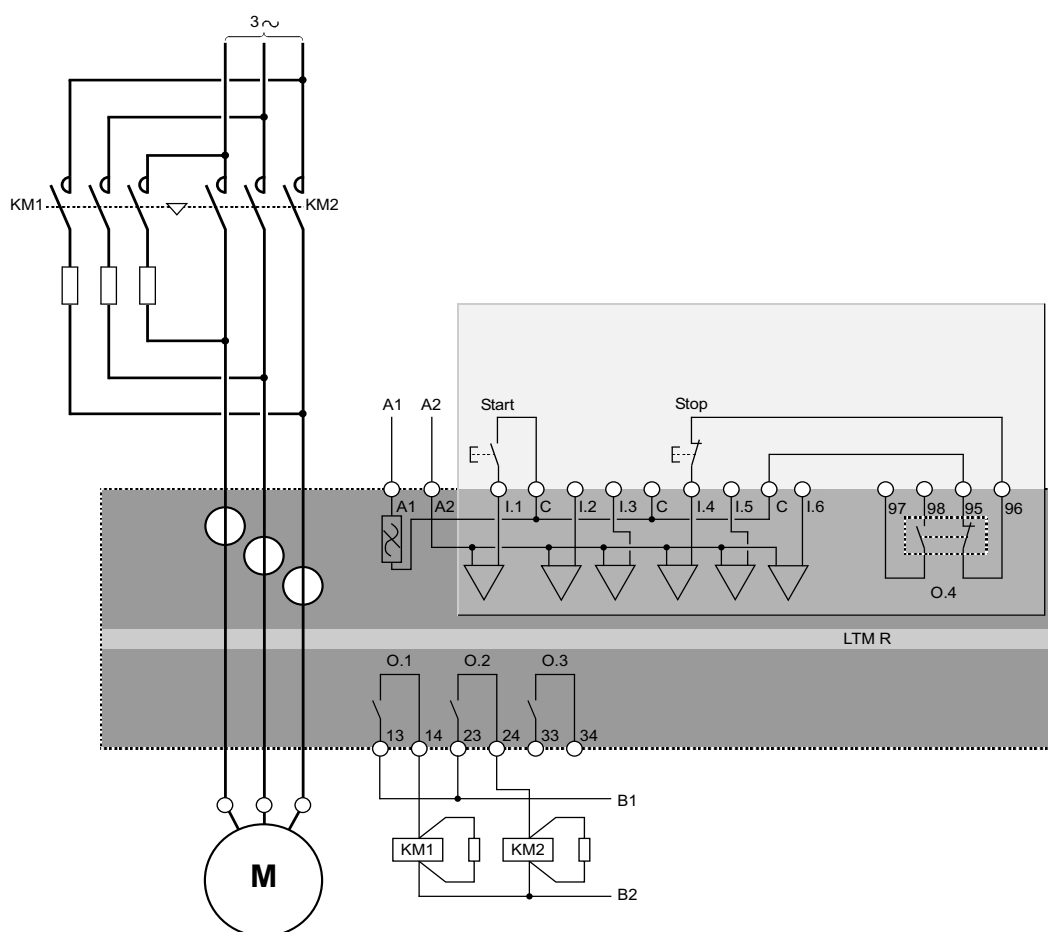 3~
KM1 KM2
A1 A2 Start Stop
A1 A2 I.1 C I.2 I.3 C I.4 I.5 C I.6 97 98 95 96
O.4
LTM R
O.1 O.2 O.3
13 14 23 24 33 34
B1
KM1 KM2
M
B2